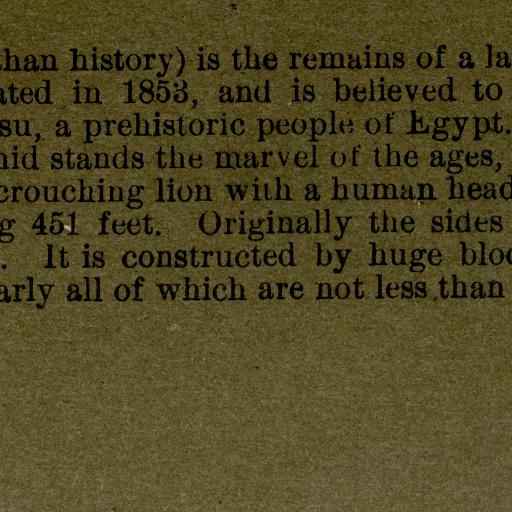 than history) is the remains of a la
ated in 1853, and is believed to
su, a prehistoric people of Egypt.
mid stands the marvel of the ages,
crouching lion with a human head
g 451 feet. Originally the sides
. It is constructed by huge bloc
arly all of which are not less than